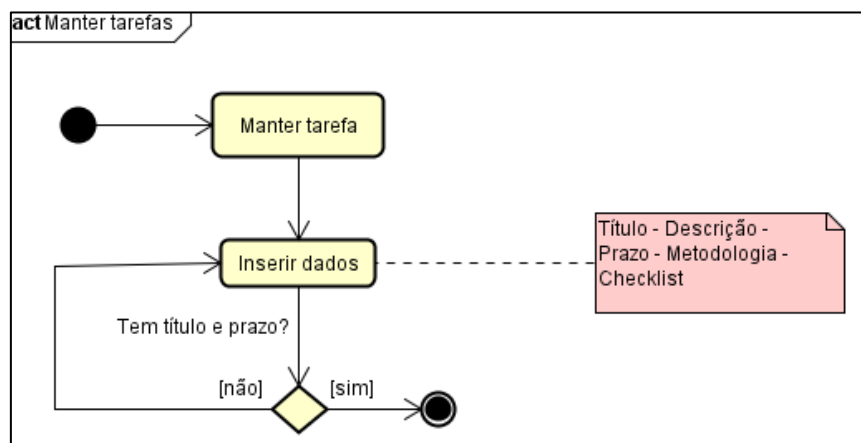 act Manter tarefas
Manter tarefa
Inserir dados
Título - Descrição -
Prazo - Metodologia -
Checklist
Tem título e prazo?
[não]
[sim]